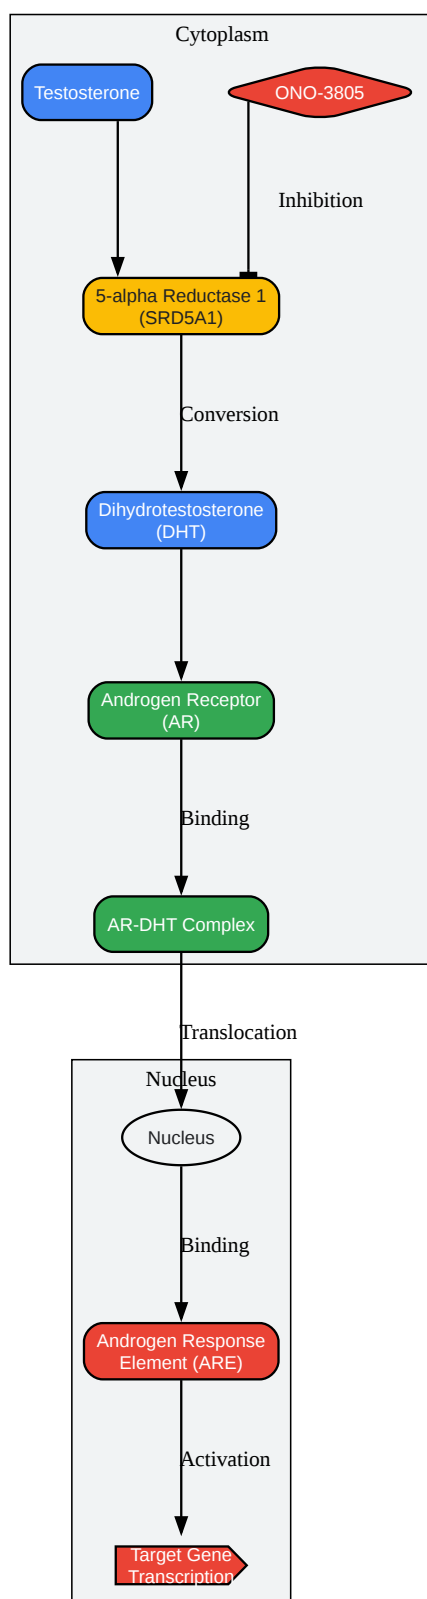 Cytoplasm
Testosterone
ONO-3805
Inhibition
5-alpha Reductase 1
(SRD5A1)
Conversion
Dihydrotestosterone
(DHT)
Androgen Receptor
(AR)
Binding
AR-DHT Complex
Translocation
Nucleus
Nucleus
Binding
Androgen Response
Element (ARE)
Activation
Target Gene
Transcription